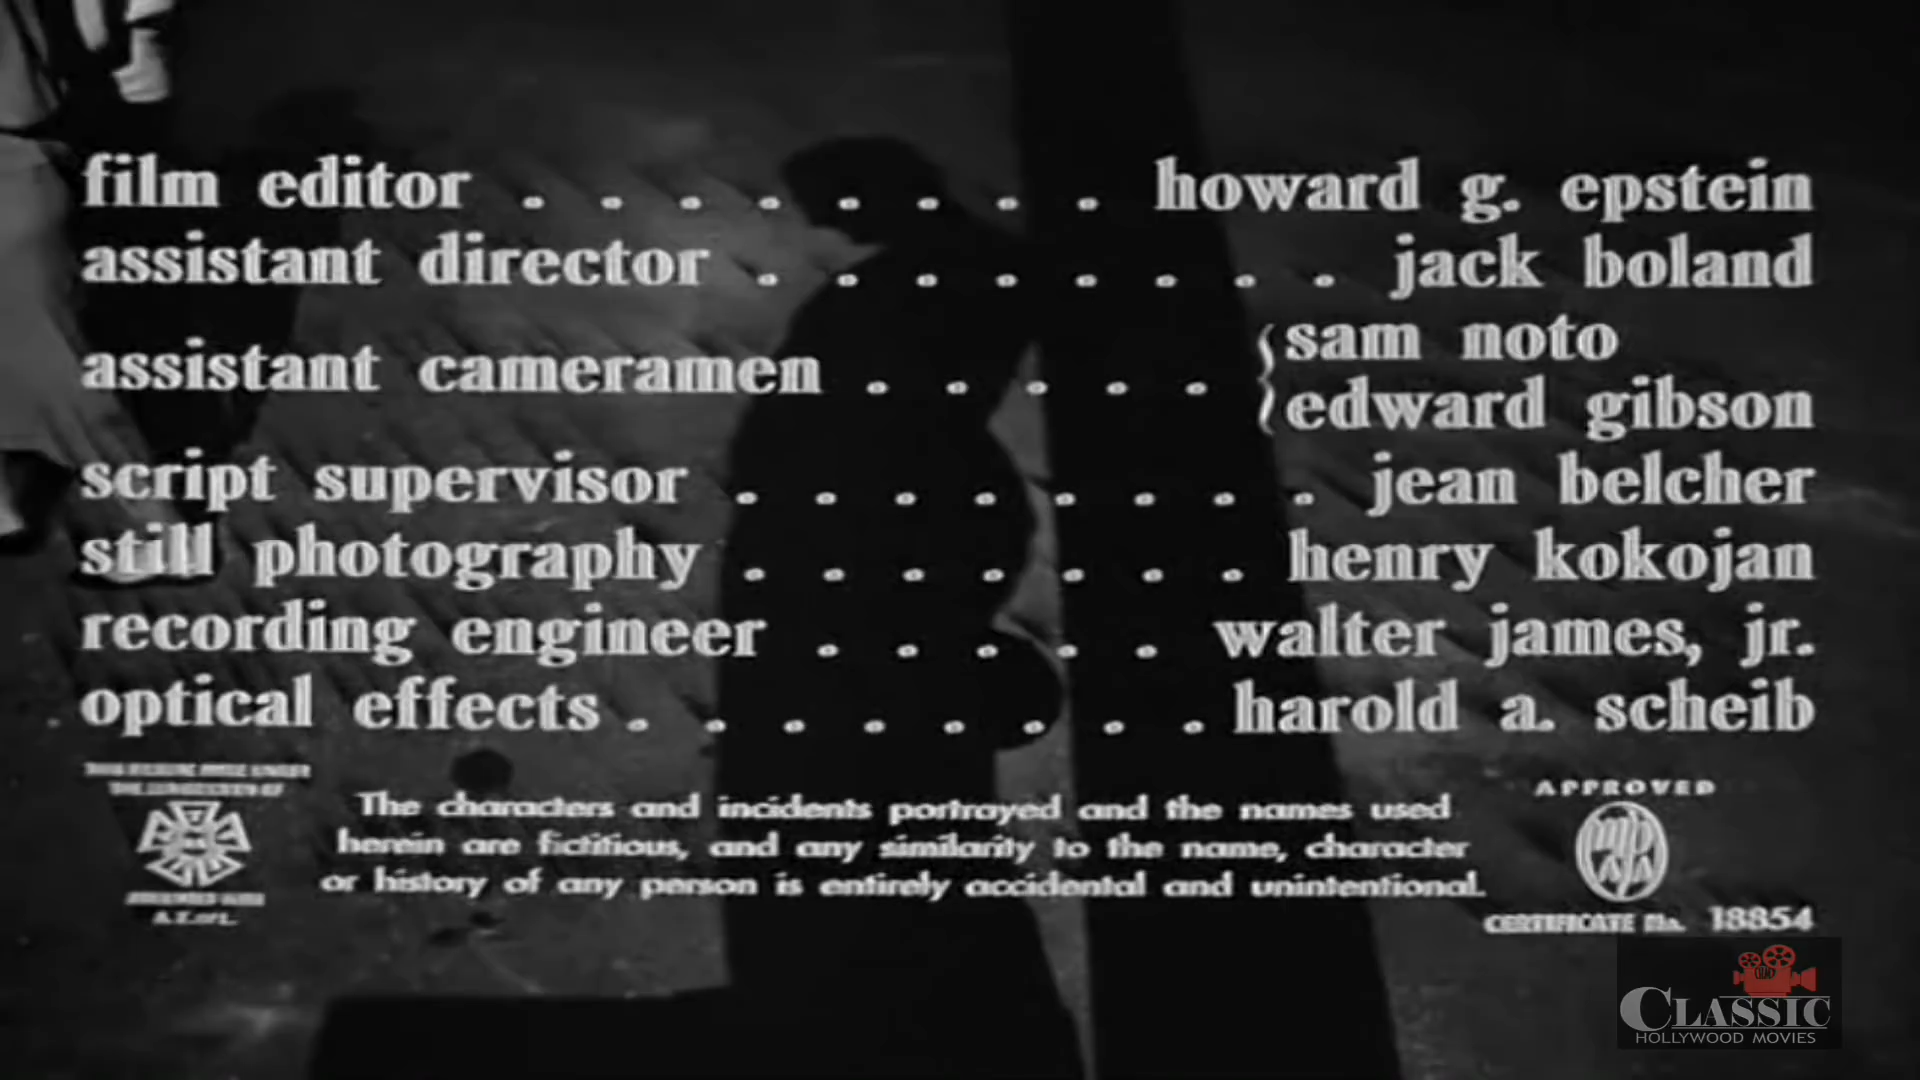 film editor . . . . . . . . howard g. epstein
assistant director . . . . . . . . jack boland
assistant cameramen . . . . . { sam noto
edward gibson
script supervisor . . . . . . . . jean belcher
still photography . . . . . . . henry kokojan
recording engineer . . . . . walter james, jr.
optical effects . . . . . . . . harold a. scheib
The characters and incidents portrayed and the names used
herein are fictitious, and any similarity to the name, character
or history of any person is entirely accidental and unintentional.
APPROVED
CERTIFICATE No. 18854
CLASSIC
HOLLYWOOD MOVIES